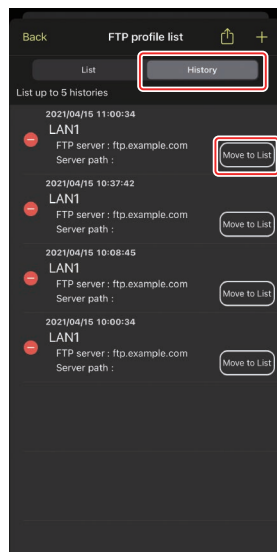 Back FTP profile list
List History
List up to 5 histories
2021/04/15 11:00:34
LAN1
FTP server : ftp.example.com
Server path :
Move to List
2021/04/15 10:37:42
LAN1
FTP server : ftp.example.com
Server path :
Move to List
2021/04/15 10:08:45
LAN1
FTP server : ftp.example.com
Server path :
Move to List
2021/04/15 10:00:34
LAN1
FTP server : ftp.example.com
Server path :
Move to List